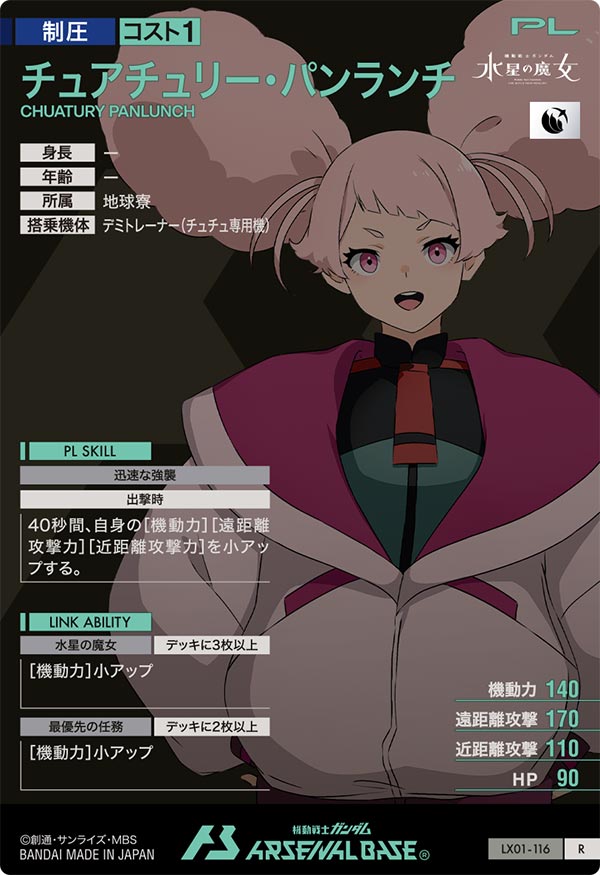 制圧 コスト1
PL
チュアチュリー・パンランチ
CHUATURY PANLUNCH
機動戦士ガンダム
水星の魔女
身長 —
年齢 —
所属 地球寮
搭乗機体 デミトレーナー(チュチュ専用機)
PL SKILL
迅速な強襲
出撃時
40秒間、自身の[機動力][遠距離
攻撃力][近距離攻撃力]を小アッ
プする。
LINK ABILITY
水星の魔女 デッキに3枚以上
[機動力]小アップ
最優先の任務 デッキに2枚以上
[機動力]小アップ
機動力 140
遠距離攻撃 170
近距離攻撃 110
HP 90
©創通・サンライズ・MBS
BANDAI MADE IN JAPAN
機動戦士ガンダム
ARSENAL BASE®
LX01-116 R